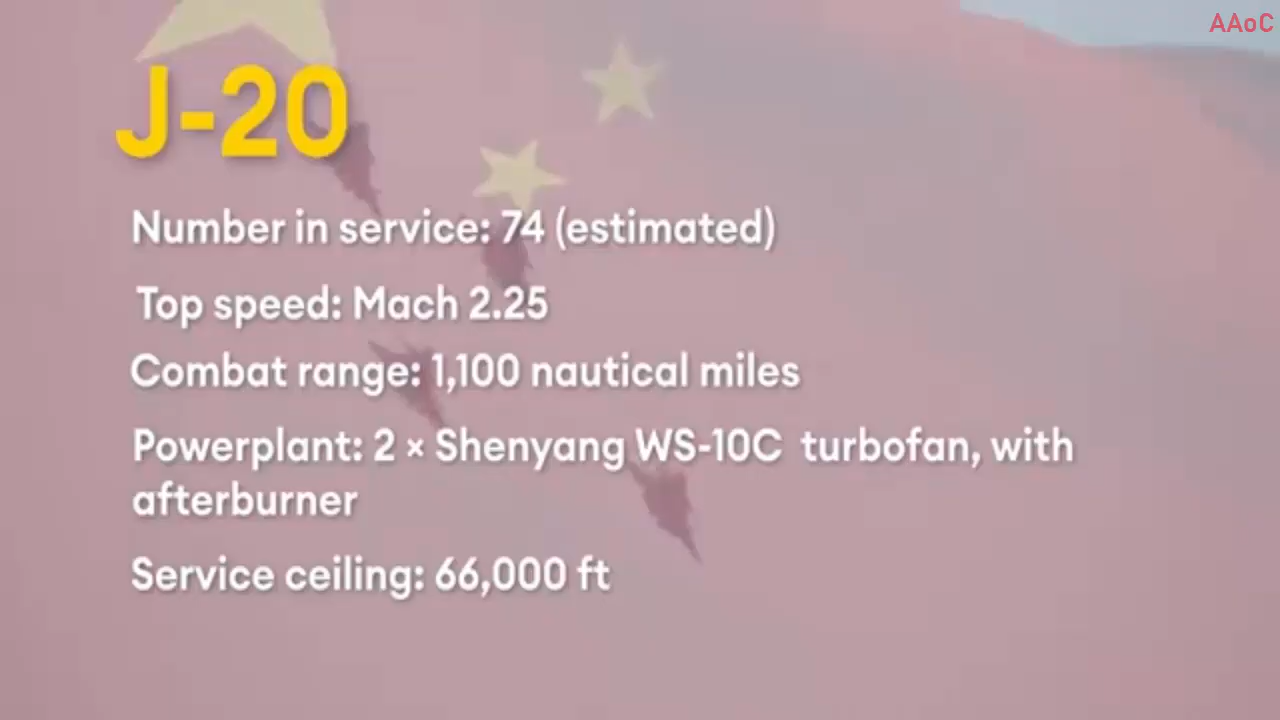 AAoC
J-20
Number in service: 74 (estimated)
Top speed: Mach 2.25
Combat range: 1,100 nautical miles
Powerplant: 2 × Shenyang WS-10C turbofan, with
afterburner
Service ceiling: 66,000 ft